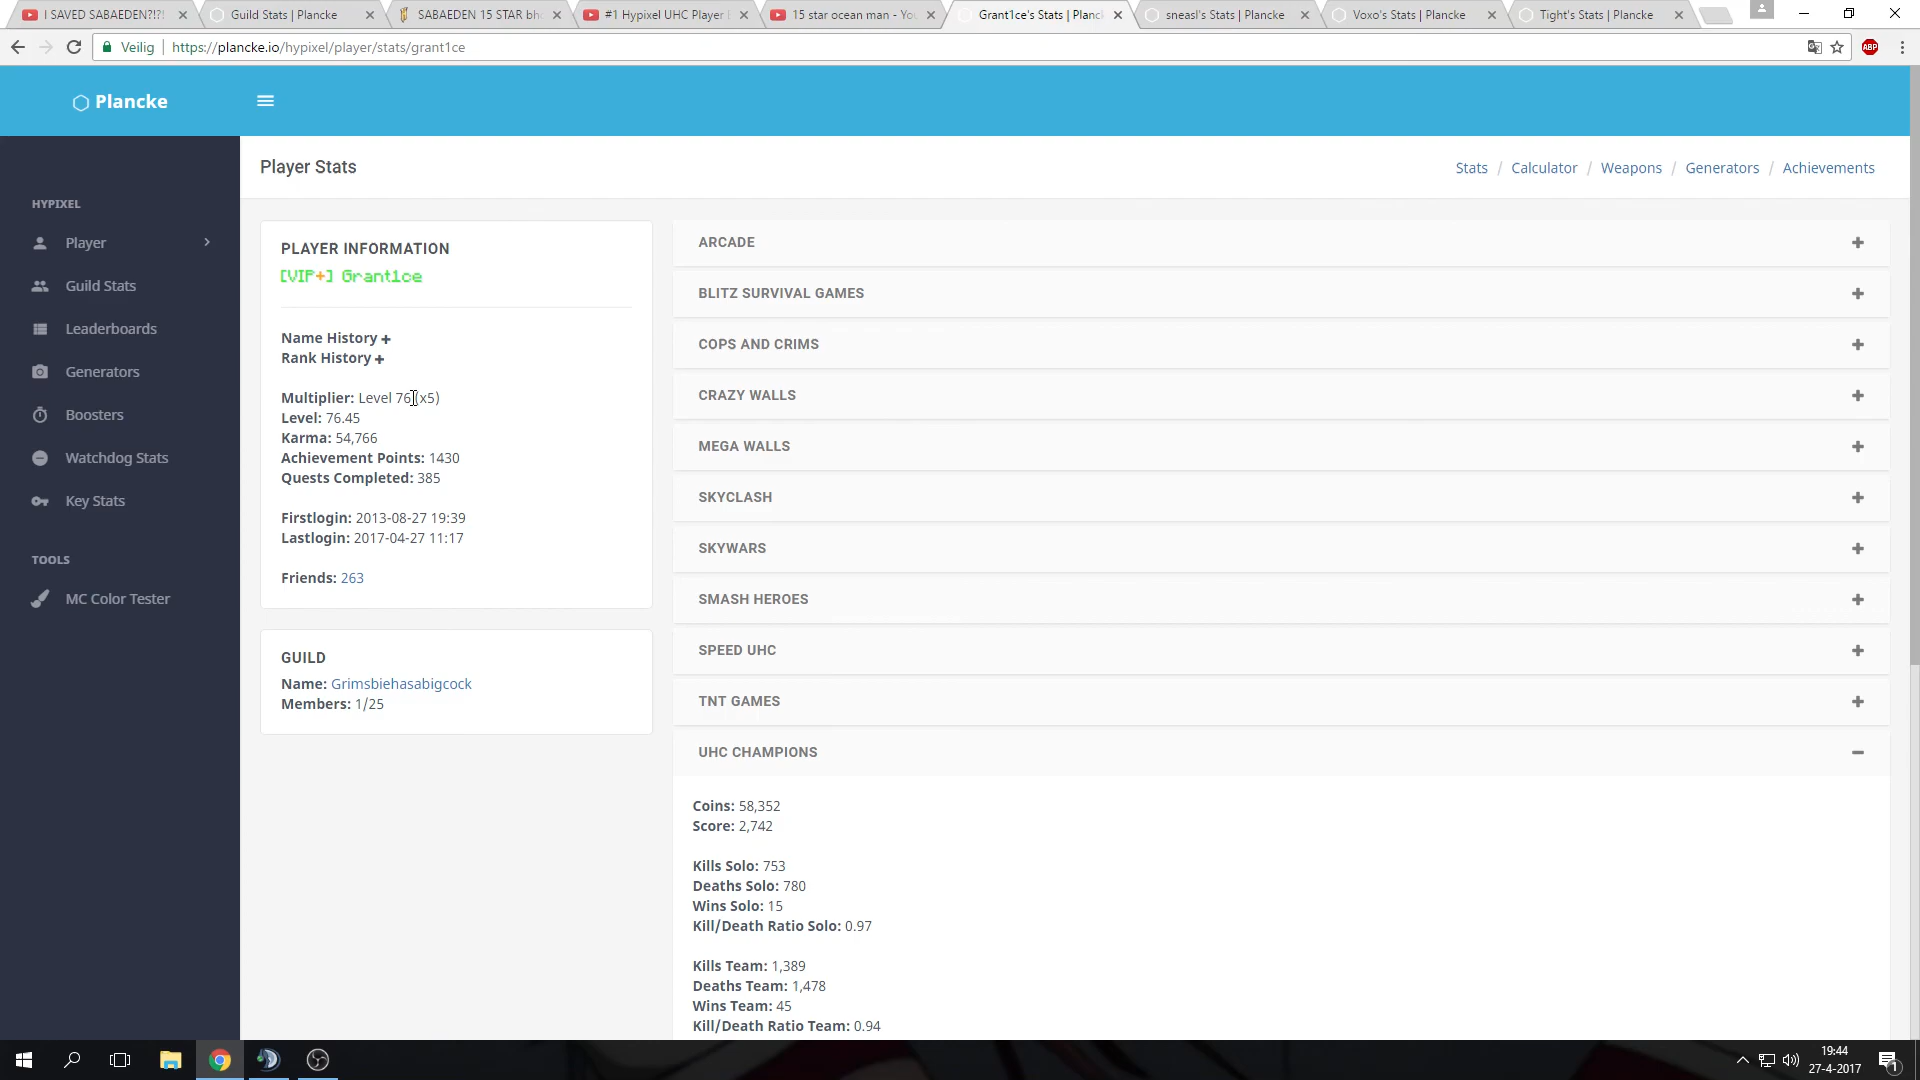 I SAVED SABAEDEN?!?!
Guild Stats | Plancke
SABAEDEN 15 STAR bh
#1 Hypixel UHC Player E
15 star ocean man - You
Grant1ce's Stats | Planck
sneasl's Stats | Plancke
Voxo's Stats | Plancke
Tight's Stats | Plancke
Veilig
https://plancke.io/hypixel/player/stats/grant1ce
ABP
Plancke
Player Stats
Stats / Calculator / Weapons / Generators / Achievements
HYPIXEL
Player
Guild Stats
Leaderboards
Generators
Boosters
Watchdog Stats
Key Stats
TOOLS
MC Color Tester
PLAYER INFORMATION
[VIP+] Grant1ce
Name History +
Rank History +
Multiplier: Level 76 (x5)
Level: 76.45
Karma: 54,766
Achievement Points: 1430
Quests Completed: 385
Firstlogin: 2013-08-27 19:39
Lastlogin: 2017-04-27 11:17
Friends: 263
GUILD
Name: Grimsbiehasabigcock
Members: 1/25
ARCADE
BLITZ SURVIVAL GAMES
COPS AND CRIMS
CRAZY WALLS
MEGA WALLS
SKYCLASH
SKYWARS
SMASH HEROES
SPEED UHC
TNT GAMES
UHC CHAMPIONS
Coins: 58,352
Score: 2,742
Kills Solo: 753
Deaths Solo: 780
Wins Solo: 15
Kill/Death Ratio Solo: 0.97
Kills Team: 1,389
Deaths Team: 1,478
Wins Team: 45
Kill/Death Ratio Team: 0.94
19:44
27-4-2017
1